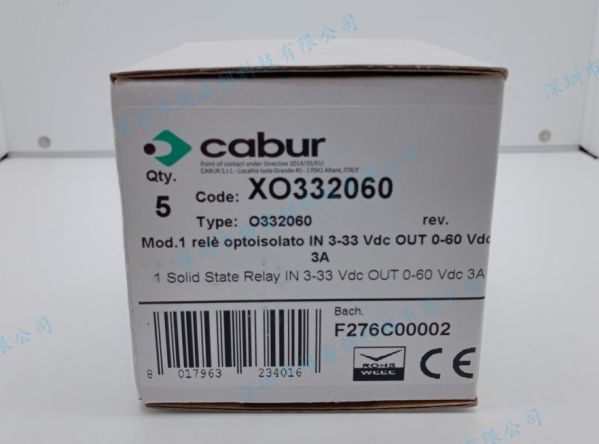 cabur
Point of contact under Directive 2014/35/EU:
CABUR S.r.l.-Località Isola Grande 45 - 17041 Altare, ITALY
Qty.
5
Code: XO332060
Type: O332060 rev.
Mod.1 relè optoisolato IN 3-33 Vdc OUT 0-60 Vdc
3A
1 Solid State Relay IN 3-33 Vdc OUT 0-60 Vdc 3A
Bach.
F276C00002
8 017963 234016
ROHS
WEEE
CE